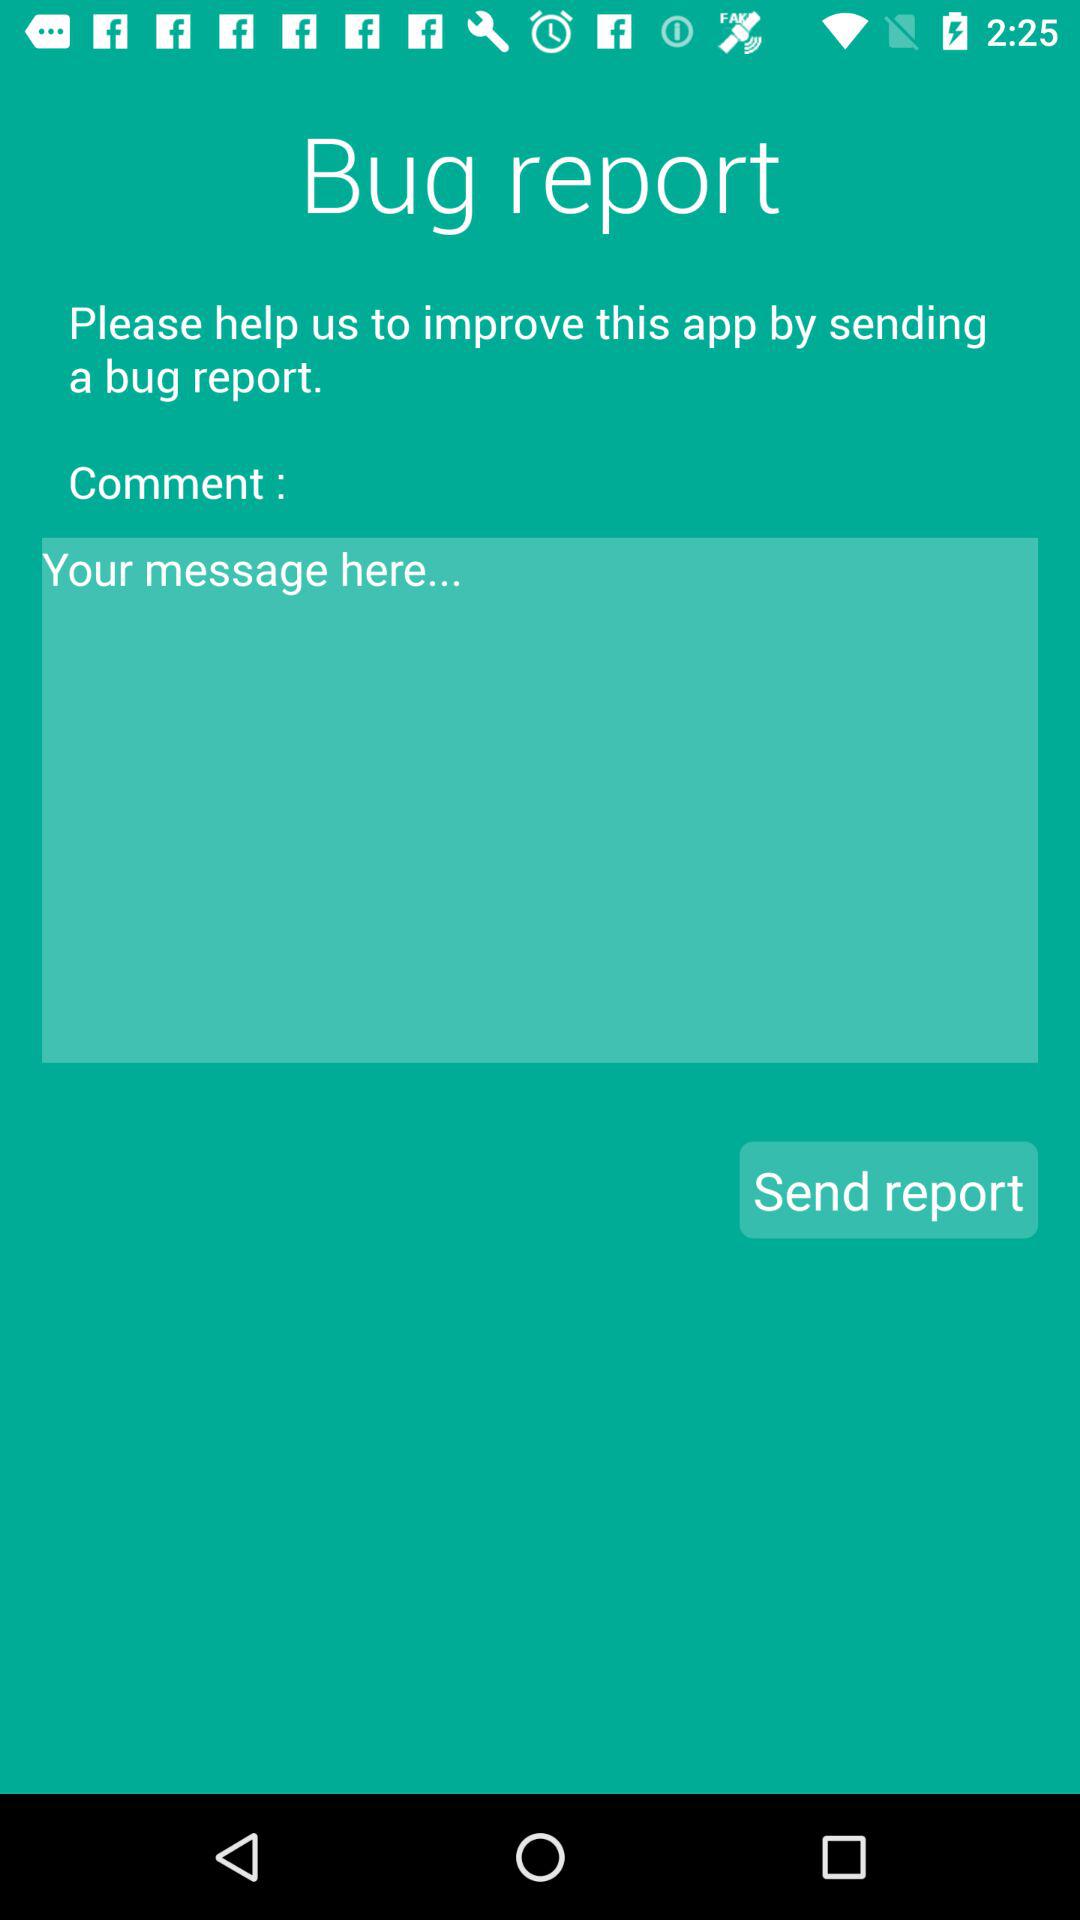 FAKE 2:25
Bug report
Please help us to improve this app by sending
a bug report.
Comment :
Your message here...
Send report